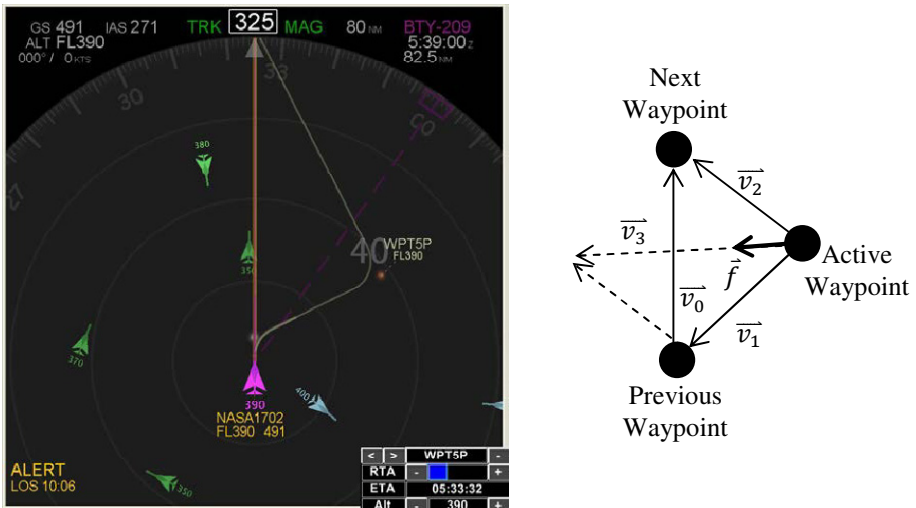 GS 491 IAS 271 TRK 325 MAG 80 NM BTY-209
ALT FL390 5:39:00 z
000° / 0 KTS 82.5 NM
33
30
27
380
40
WPT5P
FL390
350
370
390
400
NASA1702
FL390 491
350
ALERT
LOS 10:06
< > WPT5P -
RTA - +
ETA 05:33:32
Alt - 390 +
Next
Waypoint
v₂
v₃
f
v₀
v₁
Active
Waypoint
Previous
Waypoint